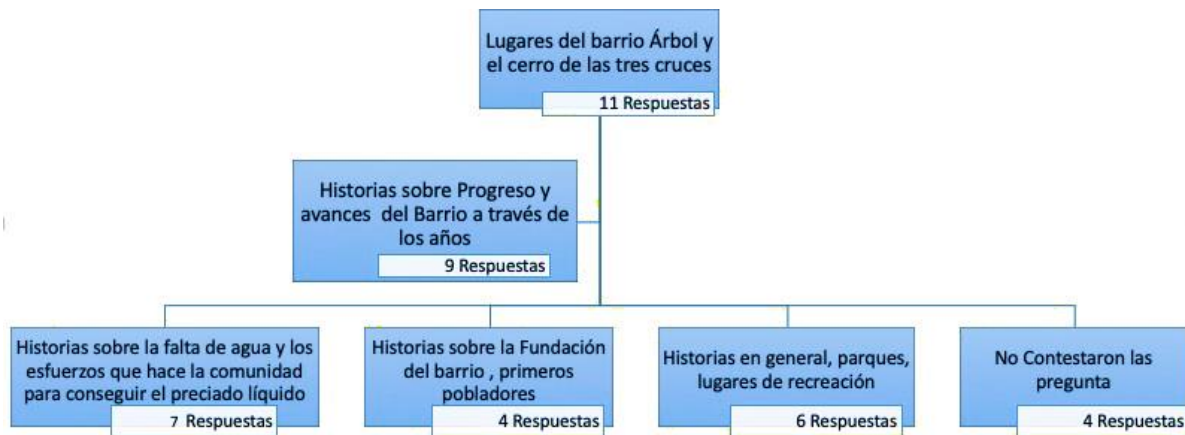 Lugares del barrio Árbol y
el cerro de las tres cruces
11 Respuestas
Historias sobre Progreso y
avances del Barrio a través de
los años
9 Respuestas
Historias sobre la falta de agua y los
esfuerzos que hace la comunidad
para conseguir el preciado líquido
7 Respuestas
Historias sobre la Fundación
del barrio , primeros
pobladores
4 Respuestas
Historias en general, parques,
lugares de recreación
6 Respuestas
No Contestaron las
pregunta
4 Respuestas